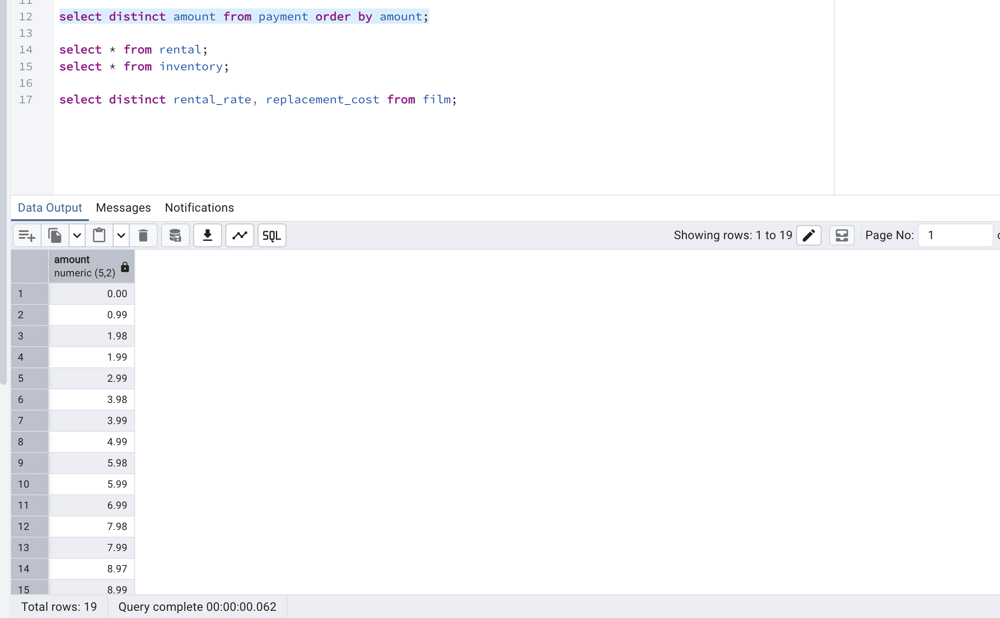 11
12 select distinct amount from payment order by amount;
13
14 select * from rental;
15 select * from inventory;
16
17 select distinct rental_rate, replacement_cost from film;
Data Output Messages Notifications
SQL Showing rows: 1 to 19 Page No: 1
amount
numeric (5,2)
1 0.00
2 0.99
3 1.98
4 1.99
5 2.99
6 3.98
7 3.99
8 4.99
9 5.98
10 5.99
11 6.99
12 7.98
13 7.99
14 8.97
15 8.99
Total rows: 19 Query complete 00:00:00.062